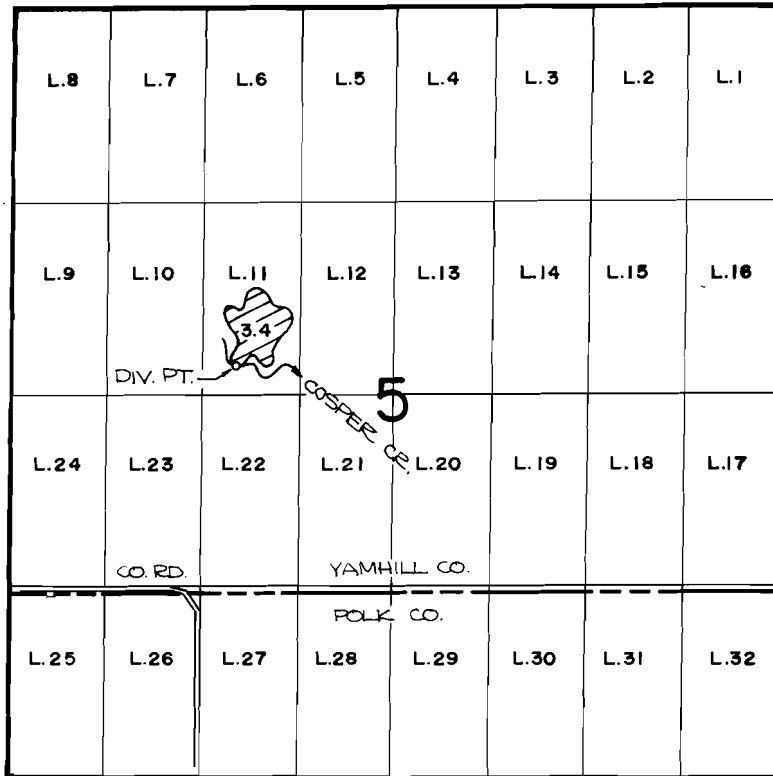 L.8 L.7 L.6 L.5 L.4 L.3 L.2 L.1
L.9 L.10 L.11 L.12 L.13 L.14 L.15 L.16
3.4
DIV. PT.
COSPER CR.
5
L.24 L.23 L.22 L.21 L.20 L.19 L.18 L.17
CO. RD. YAMHILL CO.
POLK CO.
L.25 L.26 L.27 L.28 L.29 L.30 L.31 L.32